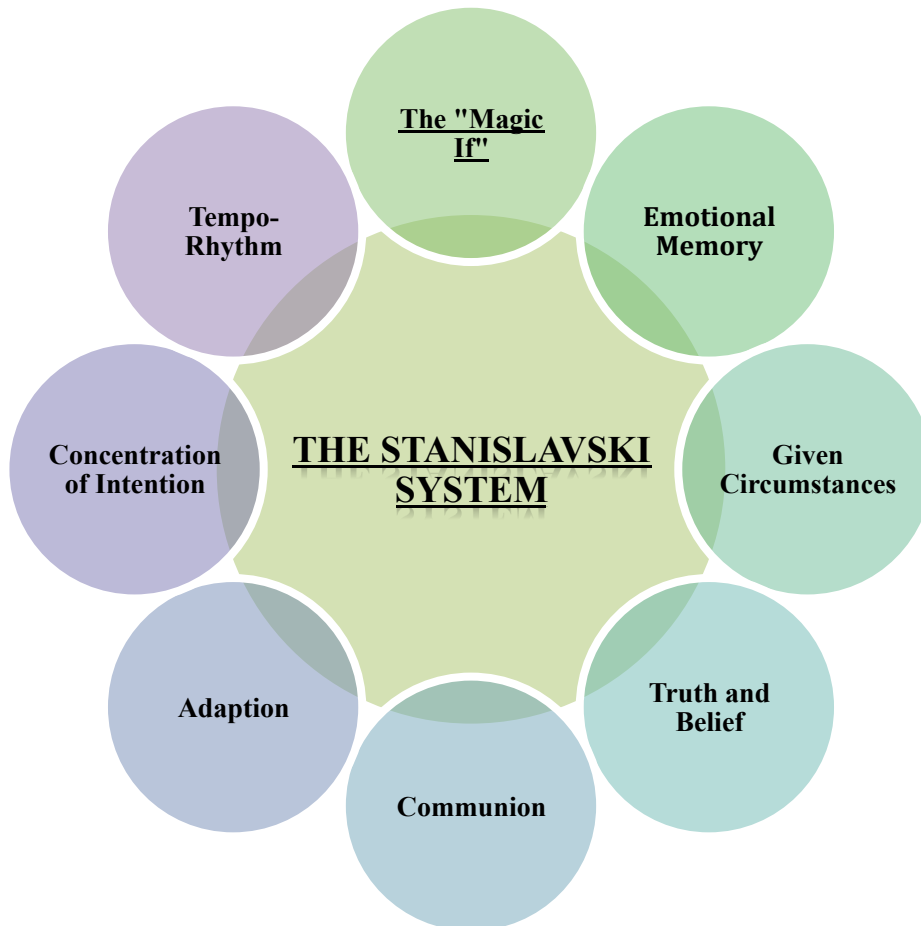 The "Magic
If"
Emotional
Memory
Given
Circumstances
Truth and
Belief
Communion
Adaption
Concentration
of Intention
Tempo-
Rhythm
THE STANISLAVSKI
SYSTEM